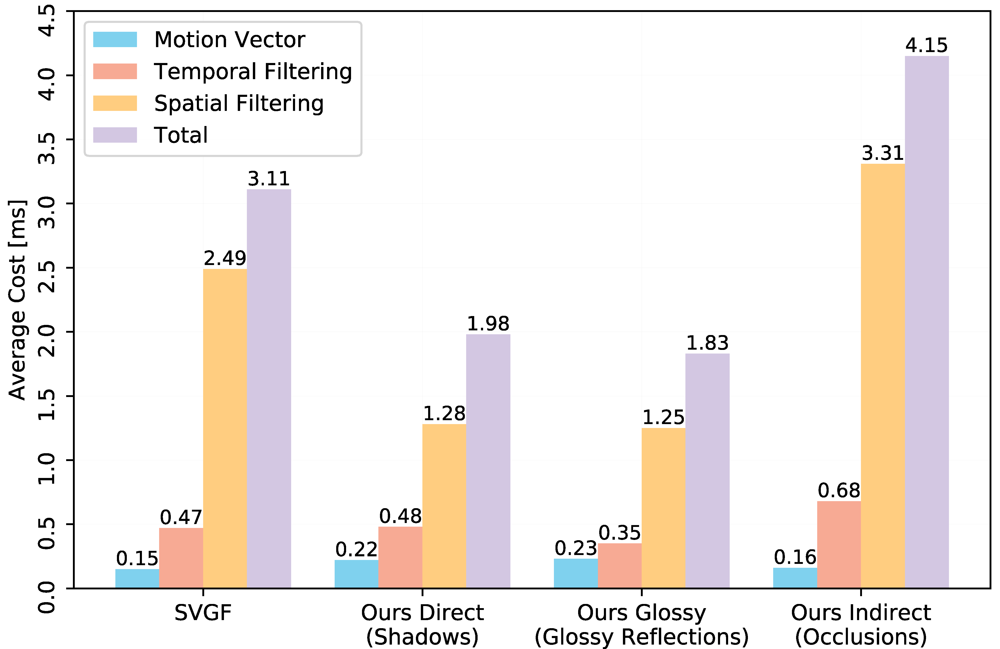 Motion Vector
Temporal Filtering
Spatial Filtering
Total
Average Cost [ms]
4.5
4.0
3.5
3.0
2.5
2.0
1.5
1.0
0.5
0.0
0.15
0.47
2.49
3.11
0.22
0.48
1.28
1.98
0.23
0.35
1.25
1.83
0.16
0.68
3.31
4.15
SVGF
Ours Direct
(Shadows)
Ours Glossy
(Glossy Reflections)
Ours Indirect
(Occlusions)